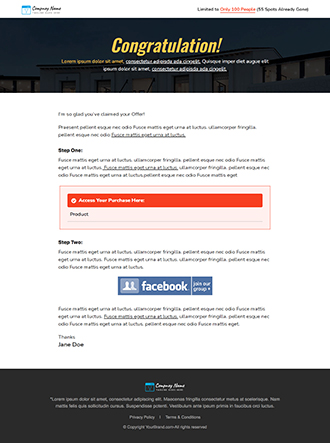 Company Name
Limited to Only 100 People (55 Spots Already Gone)
Congratulation!
Lorem ipsum dolor sit amet, consectetur adipisda ada cingelit. Quisque imper diet augue elit
ipsum dolor sit amet, consectetur adipisda ada cingelit.
I'm so glad you've claimed your Offer!
Praesent pellent esque nec odio Fusce mattis eget urna at luctus. ullamcorper fringilla.
pellent esque nec odio Fusce mattis eget urna at luctus.
Step One:
Fusce mattis eget urna at luctus. ullamcorper fringilla. pellent esque nec odio Fusce mattis
eget urna at luctus. Fusce mattis eget urna at luctus. ullamcorper fringilla. pellent esque nec
odio Fusce mattis eget urna at luctus.pellent esque nec odio Fusce mattis eget
Access Your Purchase Here:
Product
Step Two:
Fusce mattis eget urna at luctus. ullamcorper fringilla. pellent esque nec odio Fusce mattis
eget urna at luctus. Fusce mattis eget urna at luctus. ullamcorper fringilla. pellent esque nec
odio Fusce mattis eget urna at luctus.
facebook
join our
group
Fusce mattis eget urna at luctus. ullamcorper fringilla. pellent esque nec odio Fusce mattis
eget urna at luctus. Fusce mattis eget urna at luctus. ullamcorper fringilla. pellent esque nec
odio Fusce mattis eget urna at luctus. pellent esque nec odio Fusce mattis eget
Thanks
Jane Doe
Company Name
"Lorem ipsum dolor sit amet, consectetur adipiscing elit. Maecenas fringilla consectetur metus at scelerisque. Nam
mattis felis quis sollicitudin cursus. Suspendisse potenti. Vestibulum ante ipsum primis in faucibus orci luctus.
Privacy Policy | Terms & Conditions
© Copyright YourBrand.com All rights reserved